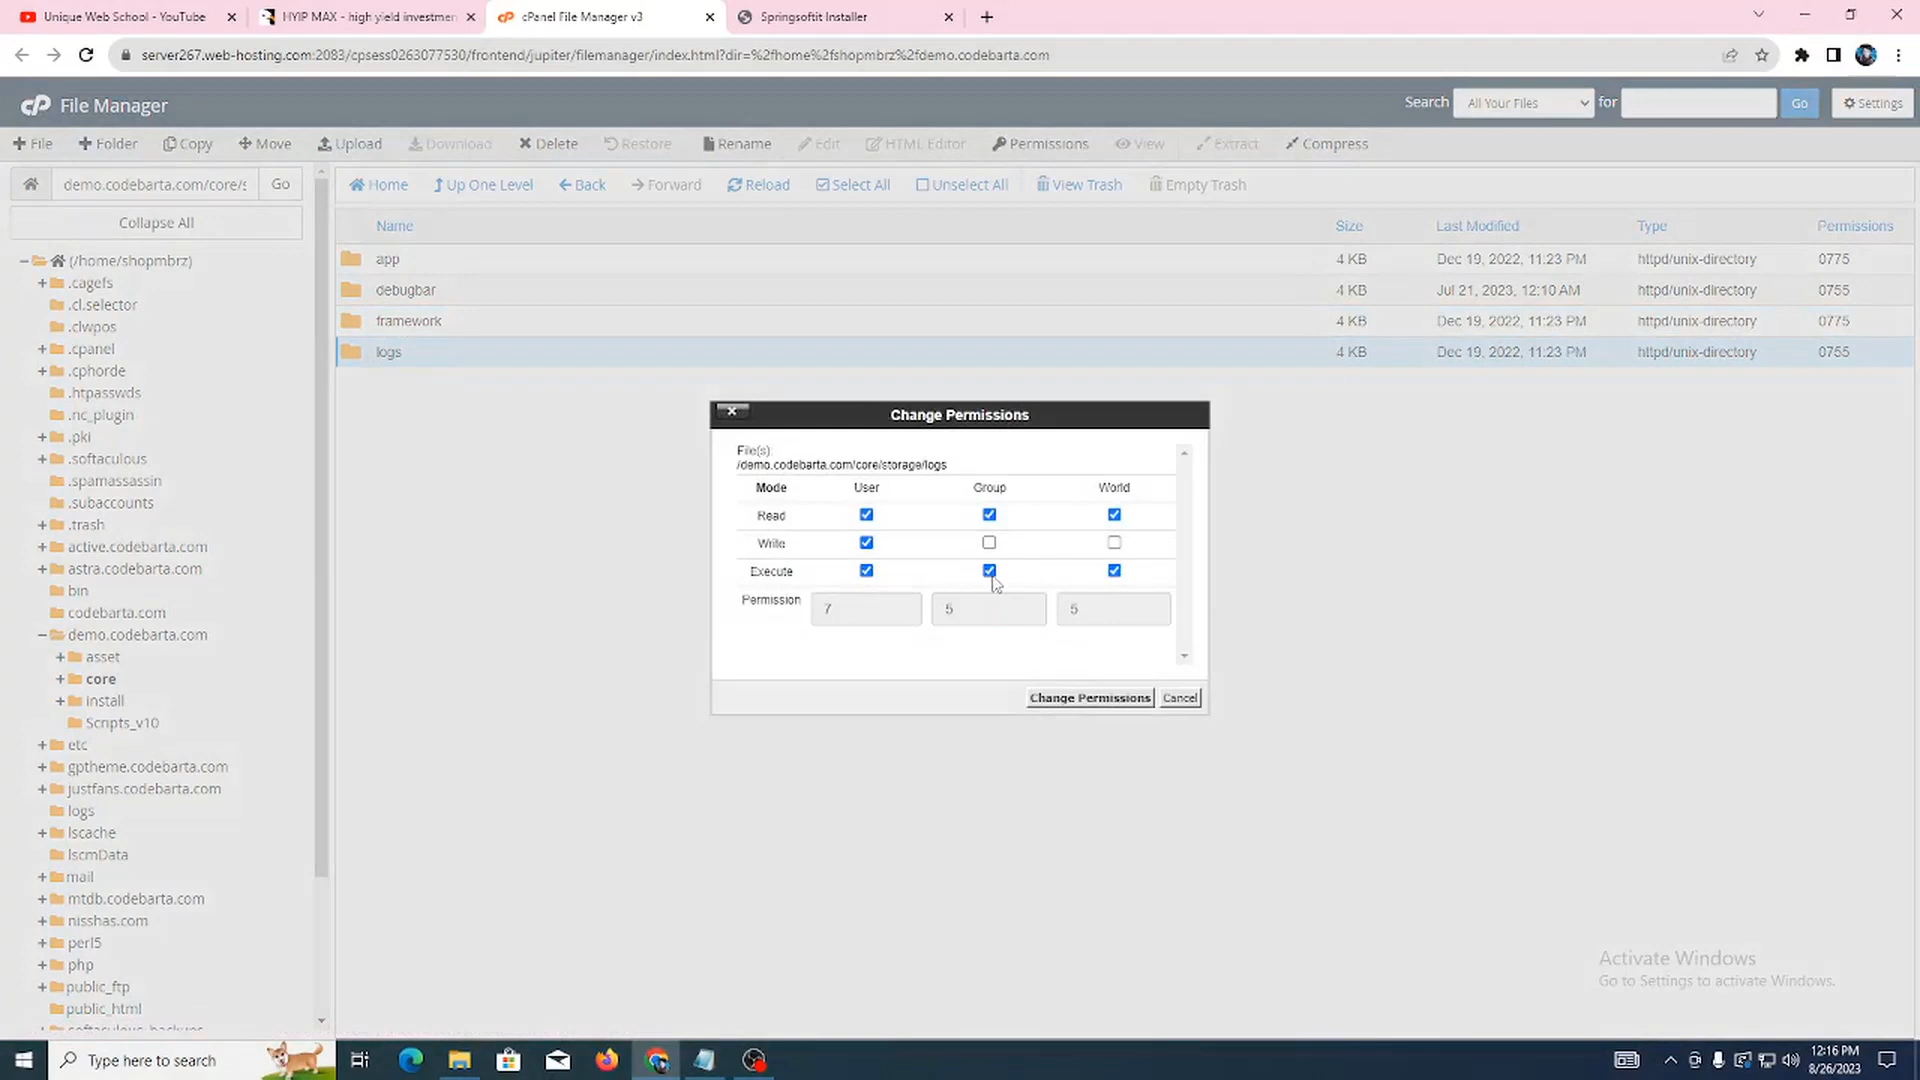 Unique Web School - YouTube
HYIP MAX - high yield investmen
cPanel File Manager v3
Springsoftit Installer
server267.web-hosting.com:2083/cpsess0263077530/frontend/jupiter/filemanager/index.html?dir=%2fhome%2fshopmbrz%2fdemo.codebarta.com
cP File Manager
Search All Your Files for Go Settings
File Folder Copy Move Upload Download Delete Restore Rename Edit HTML Editor Permissions View Extract Compress
demo.codebarta.com/core/s Go
Home Up One Level Back Forward Reload Select All Unselect All View Trash Empty Trash
Collapse All
Name Size Last Modified Type Permissions
app 4 KB Dec 19, 2022, 11:23 PM httpd/unix-directory 0775
debugbar 4 KB Jul 21, 2023, 12:10 AM httpd/unix-directory 0755
framework 4 KB Dec 19, 2022, 11:23 PM httpd/unix-directory 0775
logs 4 KB Dec 19, 2022, 11:23 PM httpd/unix-directory 0755
(/home/shopmbrz)
.cagefs
.cl.selector
.clwpos
.cpanel
.cphorde
.htpasswds
.nc_plugin
.pki
.softaculous
.spamassassin
.subaccounts
.trash
active.codebarta.com
astra.codebarta.com
bin
codebarta.com
demo.codebarta.com
asset
core
install
Scripts_v10
etc
gptheme.codebarta.com
justfans.codebarta.com
logs
lscache
lscmData
mail
mtdb.codebarta.com
nisshas.com
perl5
php
public_ftp
public_html
softaculous_backups
Change Permissions
File(s):
/demo.codebarta.com/core/storage/logs
Mode User Group World
Read
Write
Execute
Permission 7 5 5
Change Permissions Cancel
Activate Windows
Go to Settings to activate Windows.
Type here to search
12:16 PM
8/26/2023